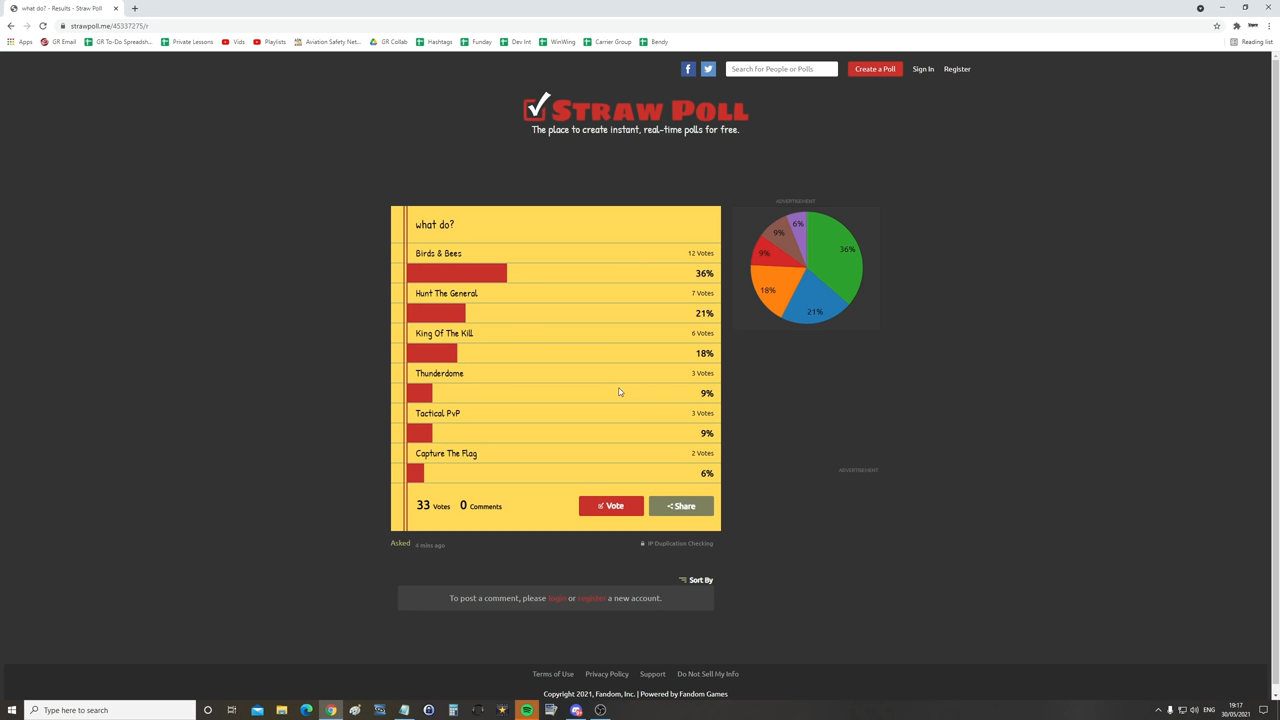 what do? - Results - Straw Poll
strawpoll.me/45337275/r
Apps GR Email GR To-Do Spreadsh... Private Lessons Vids Playlists Aviation Safety Net... GR Collab Hashtags Funday Dev Int WinWing Carrier Group Bendy Reading list
Search for People or Polls Create a Poll Sign In Register
STRAW POLL
The place to create instant, real-time polls for free.
ADVERTISEMENT
what do?
Birds & Bees 12 Votes
36%
Hunt The General 7 Votes
21%
King Of The Kill 6 Votes
18%
Thunderdome 3 Votes
9%
Tactical PvP 3 Votes
9%
Capture The Flag 2 Votes
6%
36%
21%
18%
9%
9%
6%
ADVERTISEMENT
33 Votes 0 Comments Vote Share
Asked 4 mins ago IP Duplication Checking
Sort By
To post a comment, please login or register a new account.
Terms of Use Privacy Policy Support Do Not Sell My Info
Copyright 2021, Fandom, Inc. | Powered by Fandom Games
Type here to search
ENG
19:17
30/05/2021